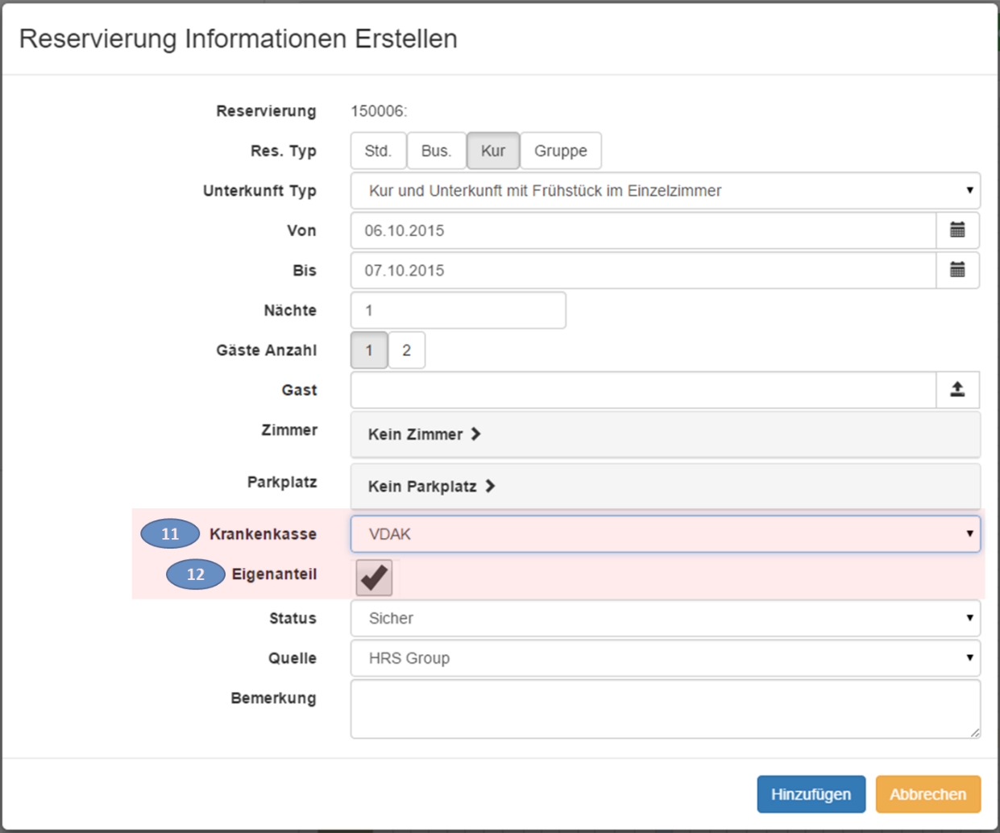 Reservierung Informationen Erstellen
Reservierung 150006:
Res. Typ Std. Bus. Kur Gruppe
Unterkunft Typ Kur und Unterkunft mit Frühstück im Einzelzimmer
Von 06.10.2015
Bis 07.10.2015
Nächte 1
Gäste Anzahl 1 2
Gast
Zimmer Kein Zimmer
Parkplatz Kein Parkplatz
11 Krankenkasse VDAK
12 Eigenanteil
Status Sicher
Quelle HRS Group
Bemerkung
Hinzufügen Abbrechen